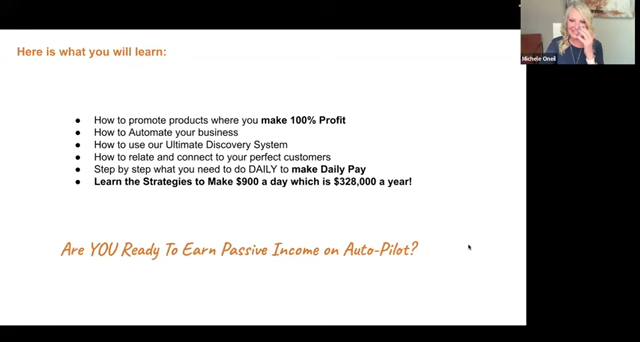 Here is what you will learn:
Michele Oneil
● How to promote products where you make 100% Profit
● How to Automate your business
● How to use our Ultimate Discovery System
● How to relate and connect to your perfect customers
● Step by step what you need to do DAILY to make Daily Pay
● Learn the Strategies to Make $900 a day which is $328,000 a year!
Are YOU Ready To Earn Passive Income on Auto-Pilot?